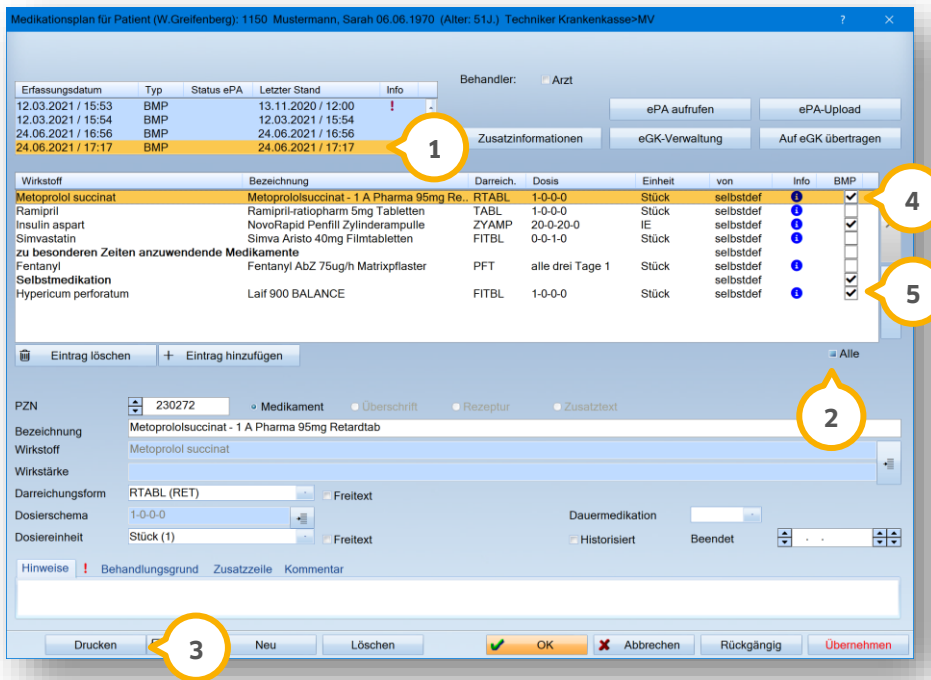 Medikationsplan für Patient (W.Greifenberg): 1150 Mustermann, Sarah 06.06.1970 (Alter: 51J.) Techniker Krankenkasse>MV ?
Behandler: Arzt
Erfassungsdatum Typ Status ePA Letzter Stand Info
12.03.2021 / 15:53 BMP 13.11.2020 / 12:00 !
12.03.2021 / 15:54 BMP 12.03.2021 / 15:54
24.06.2021 / 16:56 BMP 24.06.2021 / 16:56
24.06.2021 / 17:17 BMP 24.06.2021 / 17:17
ePA aufrufen ePA-Upload
Zusatzinformationen eGK-Verwaltung Auf eGK übertragen
1
Wirkstoff Bezeichnung Darreich. Dosis Einheit von Info BMP
Metoprolol succinat Metoprololsuccinat - 1 A Pharma 95mg Re.. RTABL 1-0-0-0 Stück selbstdef
4
Ramipril Ramipril-ratiopharm 5mg Tabletten TABL 1-0-0-0 Stück selbstdef
Insulin aspart NovoRapid Penfill Zylinderampulle ZYAMP 20-0-20-0 IE selbstdef
Simvastatin Simva Aristo 40mg Filmtabletten FITBL 0-0-1-0 Stück selbstdef
zu besonderen Zeiten anzuwendende Medikamente selbstdef
Fentanyl Fentanyl AbZ 75ug/h Matrixpflaster PFT alle drei Tage 1 Stück selbstdef
Selbstmedikation selbstdef
Hypericum perforatum Laif 900 BALANCE FITBL 1-0-0-0 Stück selbstdef
5
Eintrag löschen + Eintrag hinzufügen Alle
2
PZN 230272 Medikament Überschrift Rezeptur Zusatztext
Bezeichnung Metoprololsuccinat - 1 A Pharma 95mg Retardtab
Wirkstoff Metoprolol succinat
Wirkstärke
Darreichungsform RTABL (RET) Freitext
Dosierschema 1-0-0-0 Dauermedikation
Dosiereinheit Stück (1) Freitext Historisiert Beendet . .
Hinweise ! Behandlungsgrund Zusatzzeile Kommentar
Drucken Neu Löschen OK Abbrechen Rückgängig Übernehmen
3